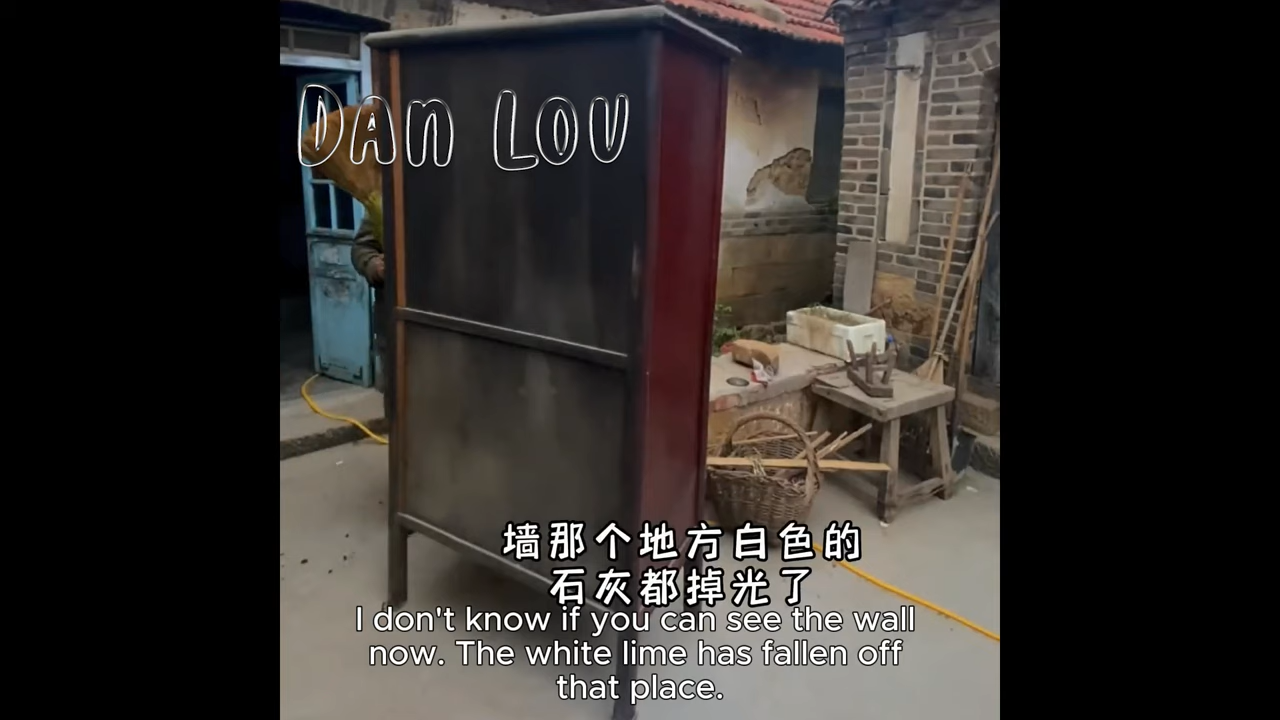 DAn LOU
墙那个地方白色的
石灰都掉光了
I don't know if you can see the wall
now. The white lime has fallen off
that place.